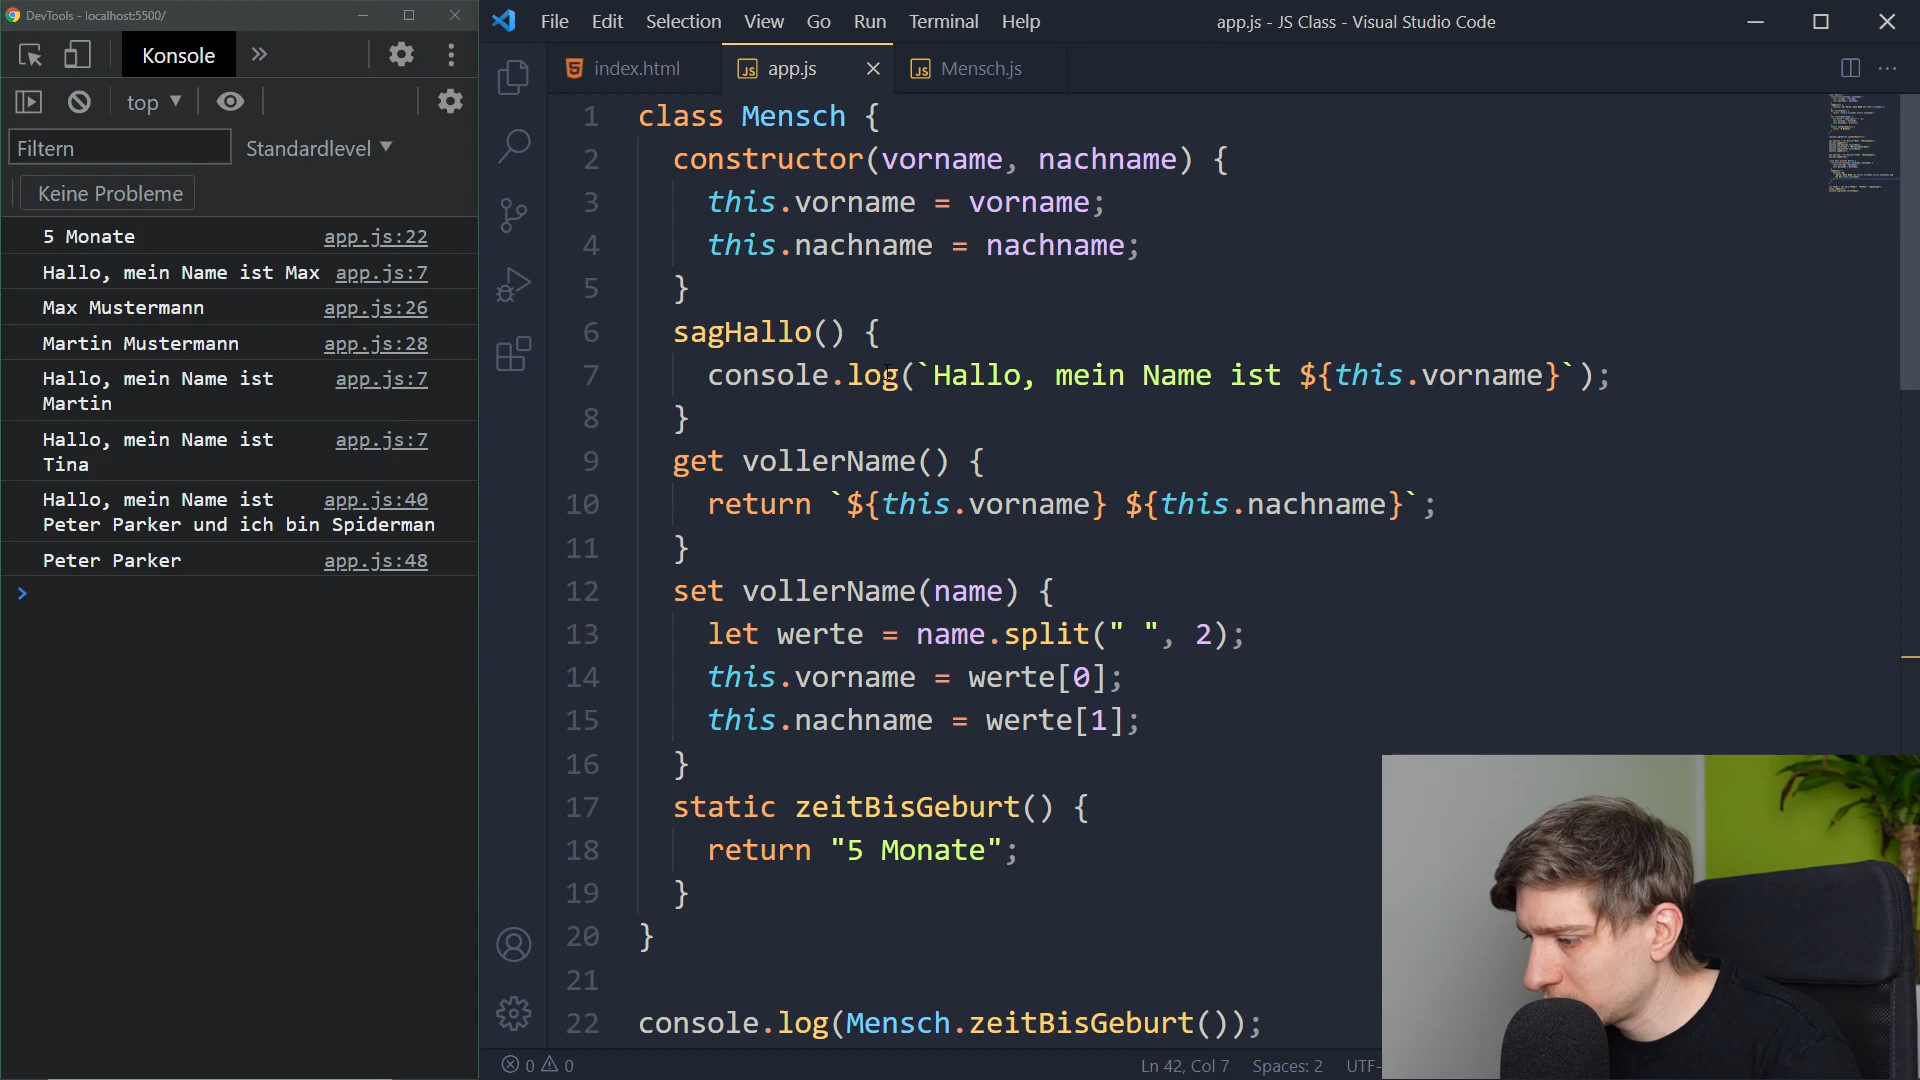 DevTools - localhost:5500/
Konsole
top
Filtern
Standardlevel
Keine Probleme
5 Monate app.js:22
Hallo, mein Name ist Max app.js:7
Max Mustermann app.js:26
Martin Mustermann app.js:28
Hallo, mein Name ist app.js:7
Martin
Hallo, mein Name ist app.js:7
Tina
Hallo, mein Name ist app.js:40
Peter Parker und ich bin Spiderman
Peter Parker app.js:48
File Edit Selection View Go Run Terminal Help app.js - JS Class - Visual Studio Code
index.html app.js Mensch.js
1 class Mensch {
2 constructor(vorname, nachname) {
3 this.vorname = vorname;
4 this.nachname = nachname;
5 }
6 sagHallo() {
7 console.log(`Hallo, mein Name ist ${this.vorname}`);
8 }
9 get vollerName() {
10 return `${this.vorname} ${this.nachname}`;
11 }
12 set vollerName(name) {
13 let werte = name.split(" ", 2);
14 this.vorname = werte[0];
15 this.nachname = werte[1];
16 }
17 static zeitBisGeburt() {
18 return "5 Monate";
19 }
20 }
21
22 console.log(Mensch.zeitBisGeburt());
0 0 Ln 42, Col 7 Spaces: 2 UTF-